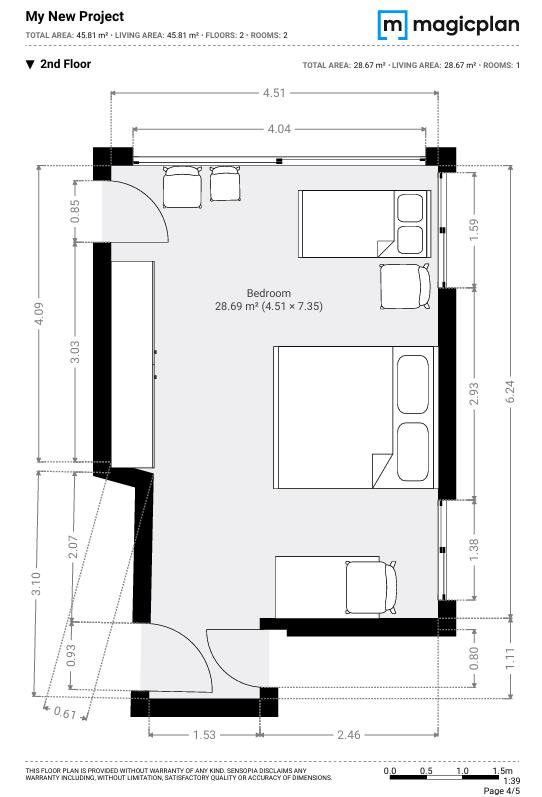 My New Project
TOTAL AREA: 45.81 m² · LIVING AREA: 45.81 m² · FLOORS: 2 · ROOMS: 2
[m] magicplan
▼ 2nd Floor
TOTAL AREA: 28.67 m² · LIVING AREA: 28.67 m² · ROOMS: 1
4.51
4.04
0.85
1.59
Bedroom
28.69 m² (4.51 × 7.35)
4.09
3.03
2.93
6.24
2.07
1.38
3.10
0.93
0.80
1.11
0.61
1.53
2.46
THIS FLOOR PLAN IS PROVIDED WITHOUT WARRANTY OF ANY KIND. SENSOPIA DISCLAIMS ANY
WARRANTY INCLUDING, WITHOUT LIMITATION, SATISFACTORY QUALITY OR ACCURACY OF DIMENSIONS.
0.0 0.5 1.0 1.5m
1:39
Page 4/5